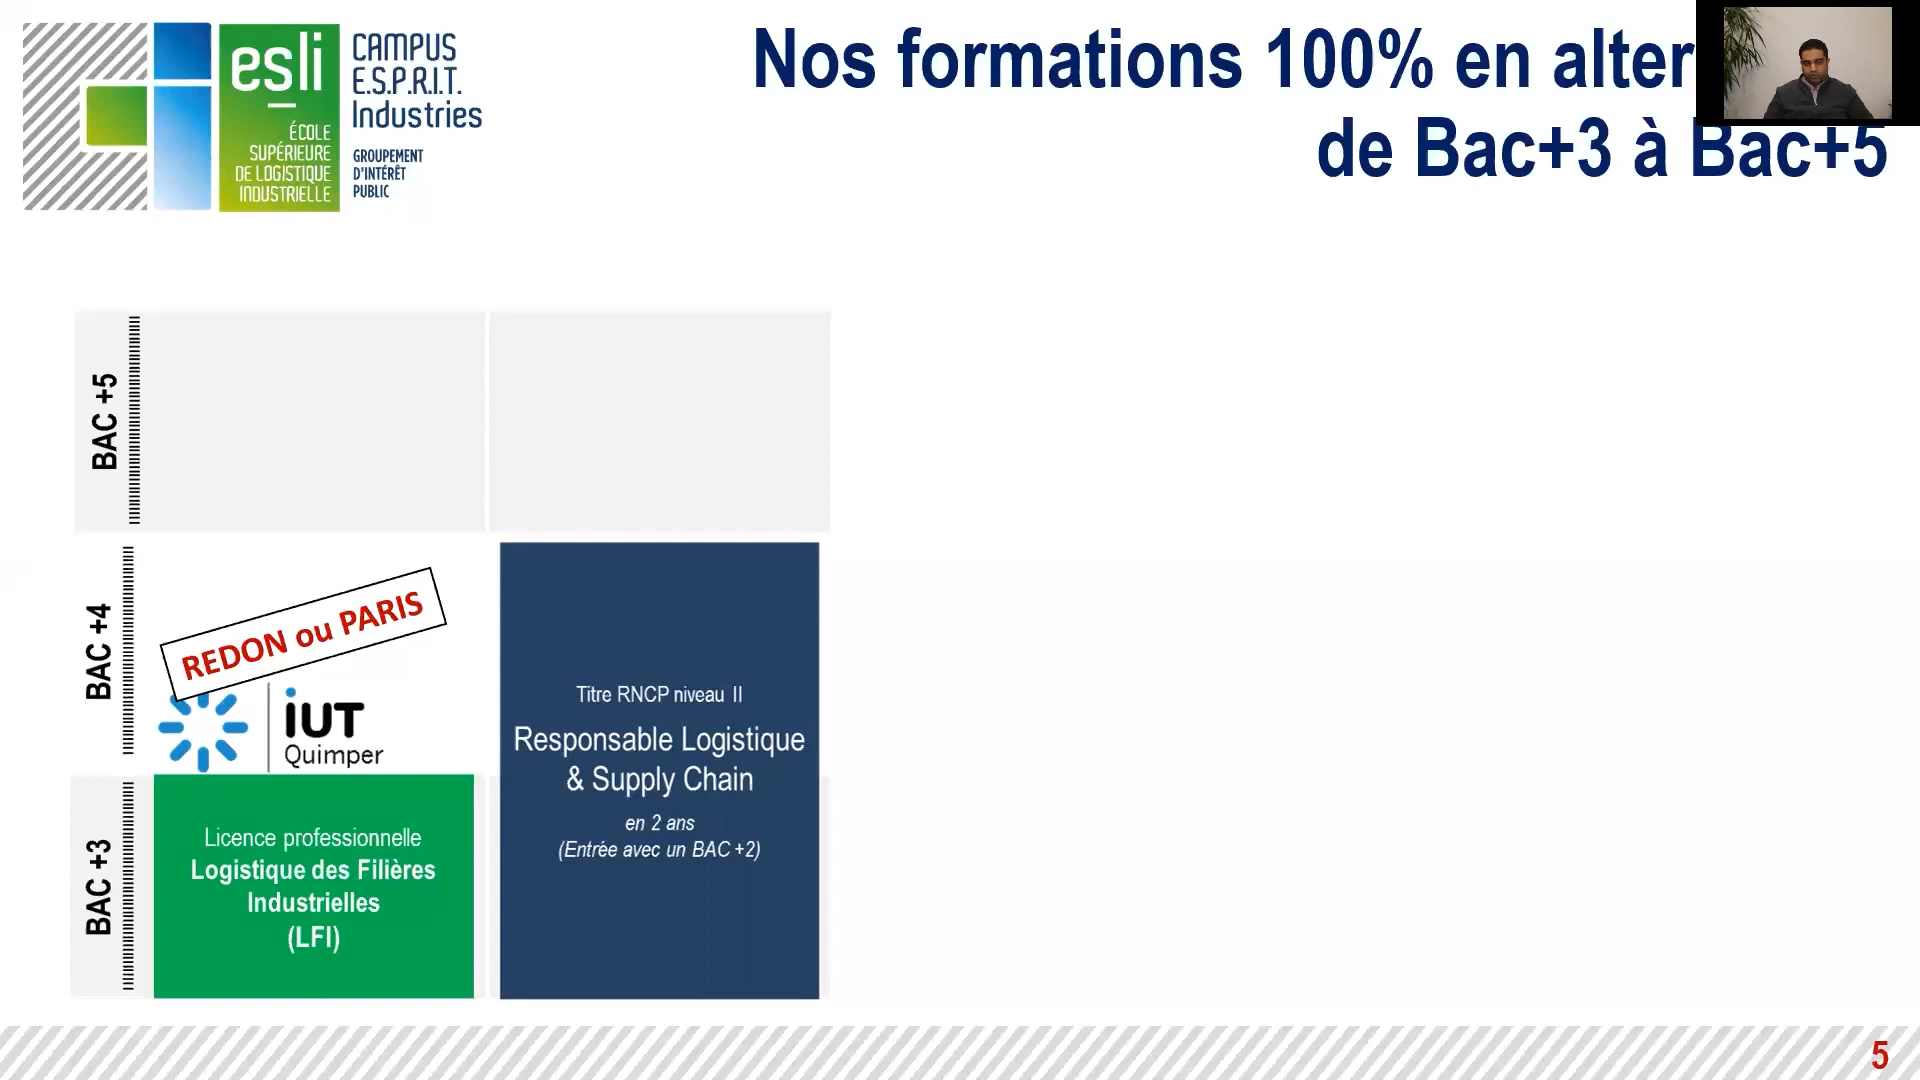 esli
ÉCOLE
SUPÉRIEURE
DE LOGISTIQUE
INDUSTRIELLE
CAMPUS
E.S.P.R.I.T.
Industries
GROUPEMENT
D'INTÉRÊT
PUBLIC
Nos formations 100% en alter
de Bac+3 à Bac+5
BAC +5
BAC +4
REDON ou PARIS
iUT
Quimper
Titre RNCP niveau II
Responsable Logistique
& Supply Chain
en 2 ans
(Entrée avec un BAC +2)
BAC +3
Licence professionnelle
Logistique des Filières
Industrielles
(LFI)
5